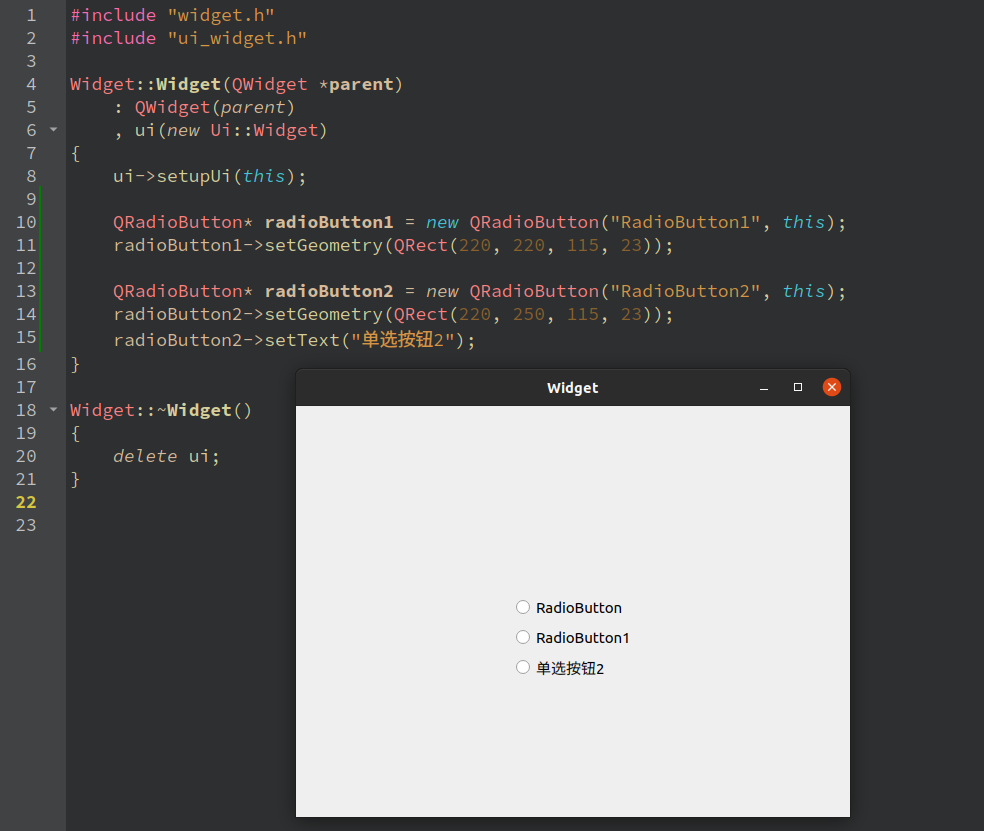 1 #include "widget.h"
2 #include "ui_widget.h"
3
4 Widget::Widget(QWidget *parent)
5     : QWidget(parent)
6     , ui(new Ui::Widget)
7 {
8     ui->setupUi(this);
9
10     QRadioButton* radioButton1 = new QRadioButton("RadioButton1", this);
11     radioButton1->setGeometry(QRect(220, 220, 115, 23));
12
13     QRadioButton* radioButton2 = new QRadioButton("RadioButton2", this);
14     radioButton2->setGeometry(QRect(220, 250, 115, 23));
15     radioButton2->setText("单选按钮2");
16 }
17
18 Widget::~Widget()
19 {
20     delete ui;
21 }
22
23
Widget
RadioButton
RadioButton1
单选按钮2